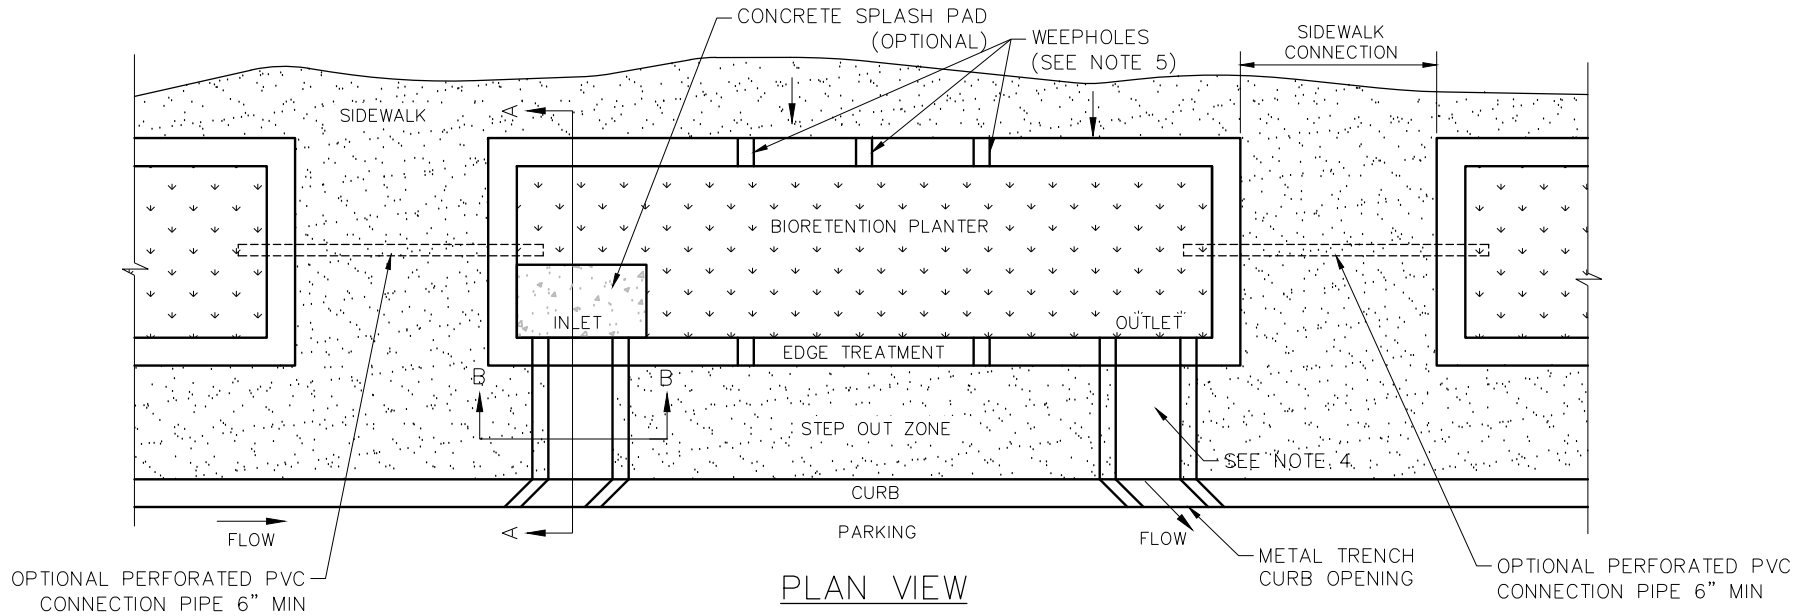 CONCRETE SPLASH PAD
(OPTIONAL)
WEEPHOLES
(SEE NOTE 5)
SIDEWALK
CONNECTION
SIDEWALK
A
BIORETENTION PLANTER
INLET
OUTLET
EDGE TREATMENT
B
B
STEP OUT ZONE
SEE NOTE 4
CURB
A
PARKING
FLOW
FLOW
METAL TRENCH
CURB OPENING
OPTIONAL PERFORATED PVC
CONNECTION PIPE 6" MIN
OPTIONAL PERFORATED PVC
CONNECTION PIPE 6" MIN
PLAN VIEW